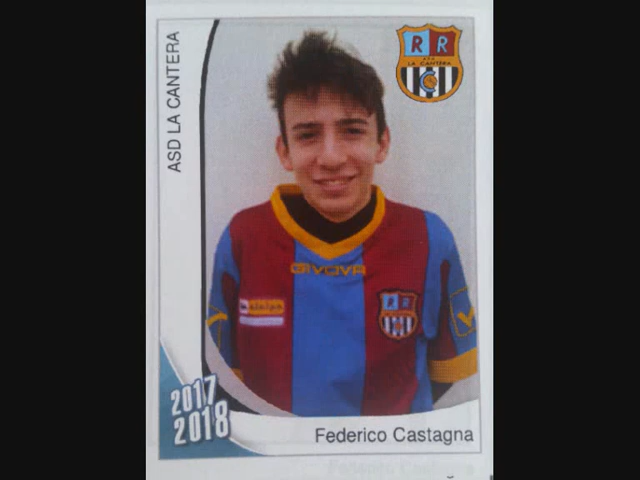 ASD LA CANTERA
R R
LA CANTERA
GIVOVA
R R
2017
2018
Federico Castagna